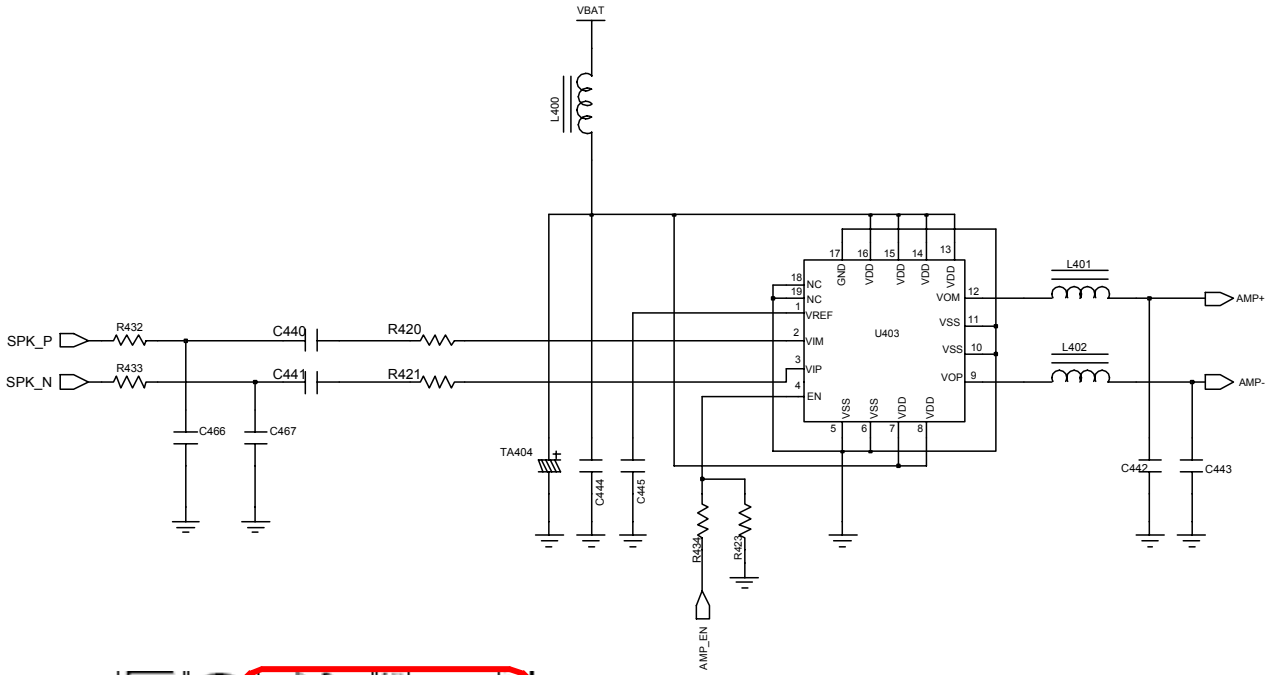 VBAT
L400
17 16 15 14 13
GND VDD VDD VDD VDD
18 NC
19 NC
1 VREF
2 VIM
3 VIP
4 EN
U403
VOM 12
VSS 11
VSS 10
VOP 9
VSS VSS VDD VDD
5 6 7 8
L401
AMP+
L402
AMP-
SPK_P
R432
C440
R420
SPK_N
R433
C441
R421
C466
C467
TA404
+
C444
C445
C442
C443
R434
R423
AMP_EN